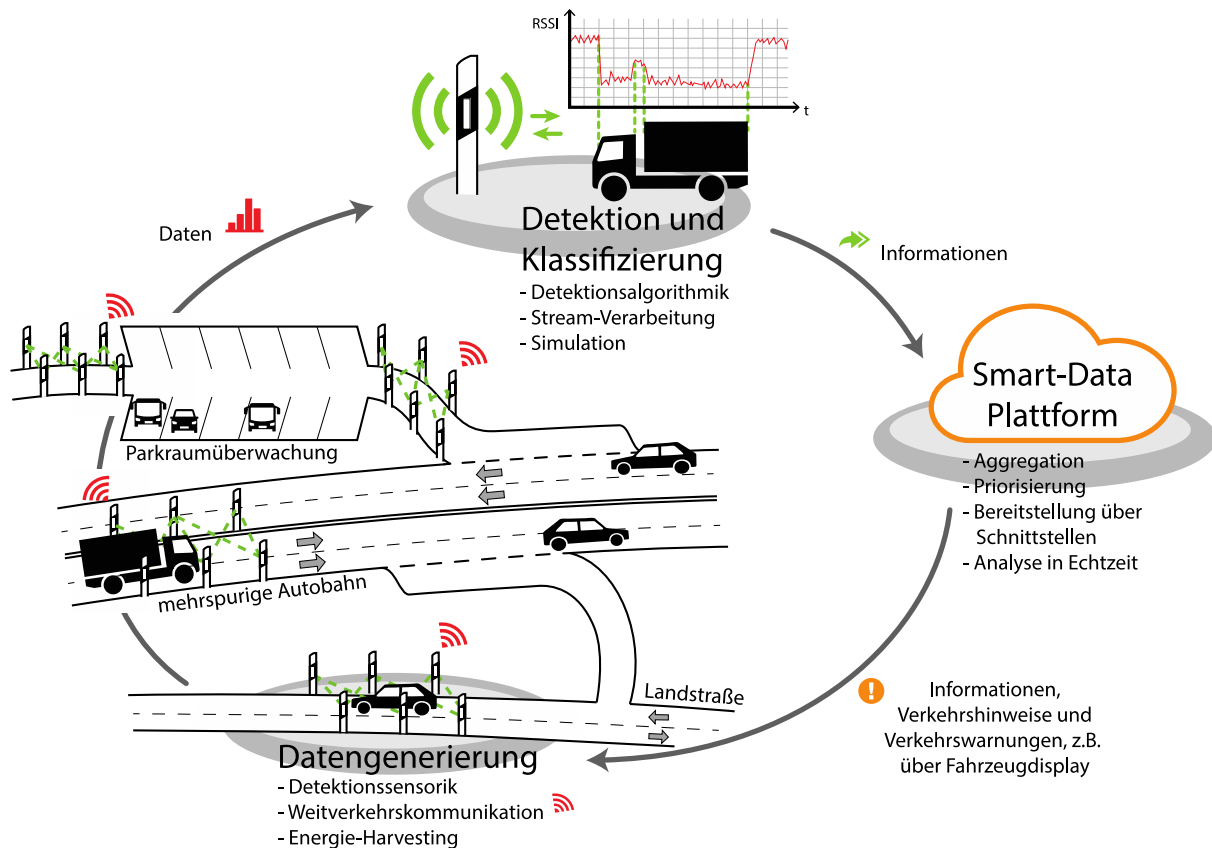 RSSI
t
Daten
Detektion und
Klassifizierung
- Detektionsalgorithmik
- Stream-Verarbeitung
- Simulation
Informationen
Smart-Data
Plattform
- Aggregation
- Priorisierung
- Bereitstellung über
Schnittstellen
- Analyse in Echtzeit
Parkraumüberwachung
mehrspurige Autobahn
Landstraße
!
Informationen,
Verkehrshinweise und
Verkehrswarnungen, z.B.
über Fahrzeugdisplay
Datengenerierung
- Detektionssensorik
- Weitverkehrskommunikation
- Energie-Harvesting